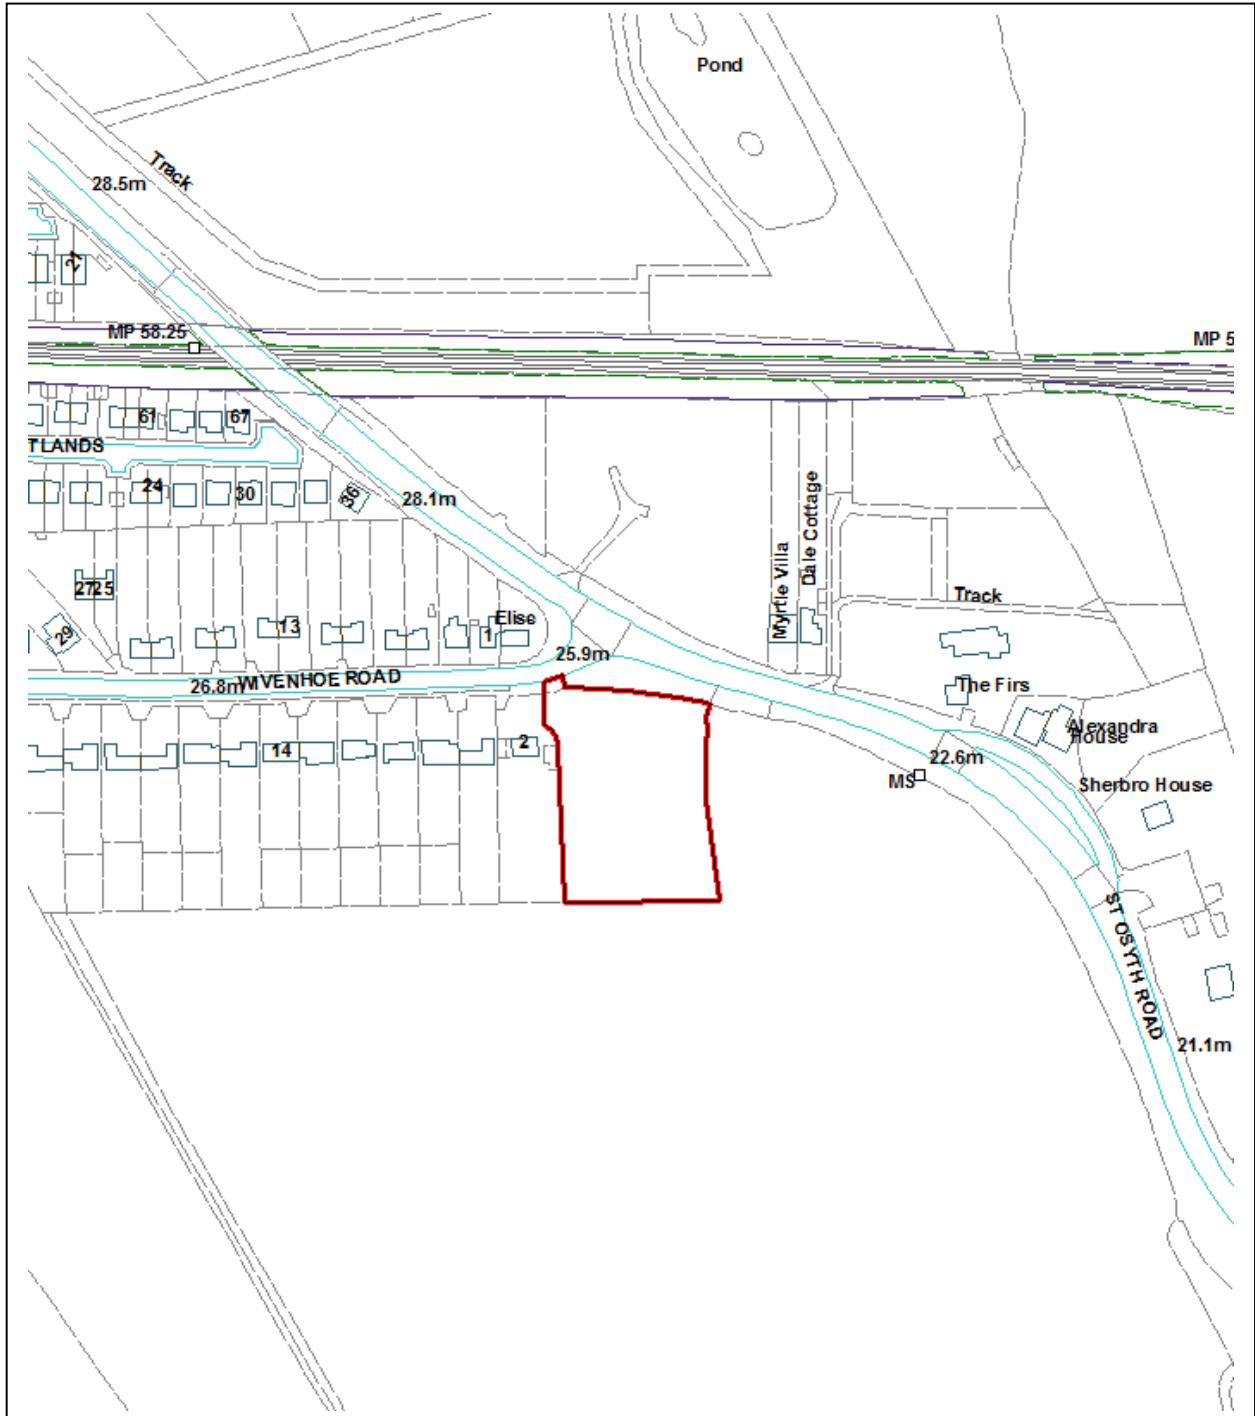 Pond
Track
28.5m
21
MP 58.25
MP 5
61
67
TLANDS
24
30
36
28.1m
Myrtle Villa
Dale Cottage
2725
29
13
1
Elise
Track
25.9m
26.8m
WIVENHOE ROAD
The Firs
Alexandra
House
14
2
22.6m
MS
Sherbro House
ST OSYTH ROAD
21.1m